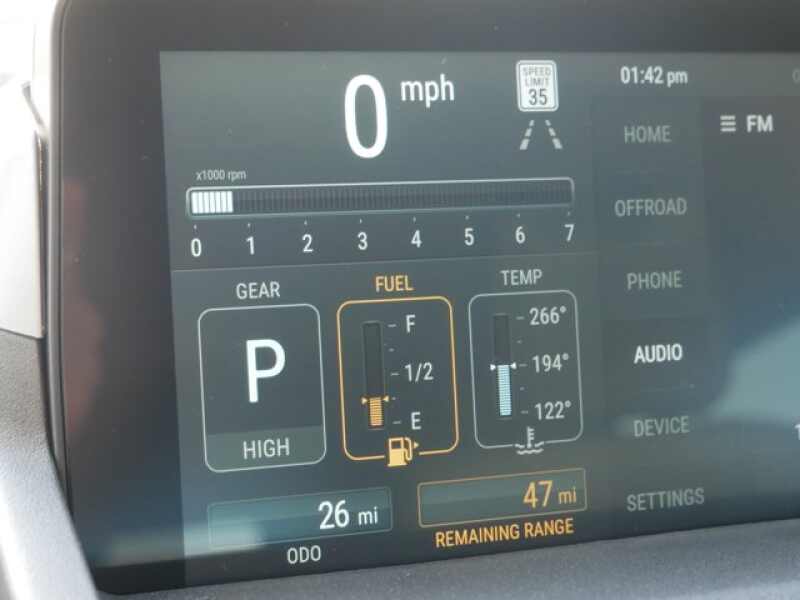 0 mph
SPEED
LIMIT
35
x1000 rpm
0 1 2 3 4 5 6 7
GEAR
P
HIGH
FUEL
F
1/2
E
TEMP
266°
194°
122°
26 mi
ODO
47 mi
REMAINING RANGE
01:42 pm
HOME
OFFROAD
PHONE
AUDIO
DEVICE
SETTINGS
FM